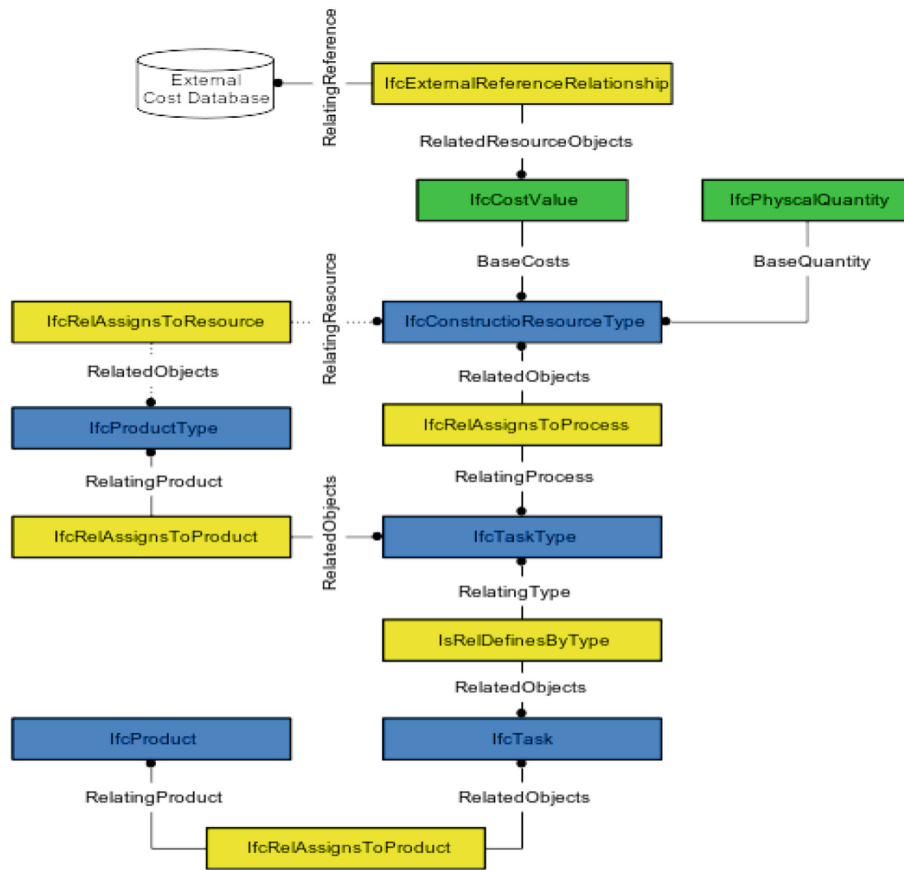 External
Cost Database
RelatingReference
IfcExternalReferenceRelationship
RelatedResourceObjects
IfcCostValue
IfcPhyscalQuantity
BaseCosts
BaseQuantity
IfcRelAssignsToResource
RelatingResource
IfcConstructioResourceType
RelatedObjects
RelatedObjects
IfcProductType
IfcRelAssignsToProcess
RelatingProduct
RelatingProcess
IfcRelAssignsToProduct
RelatedObjects
IfcTaskType
RelatingType
IsRelDefinesByType
RelatedObjects
IfcProduct
IfcTask
RelatingProduct
RelatedObjects
IfcRelAssignsToProduct